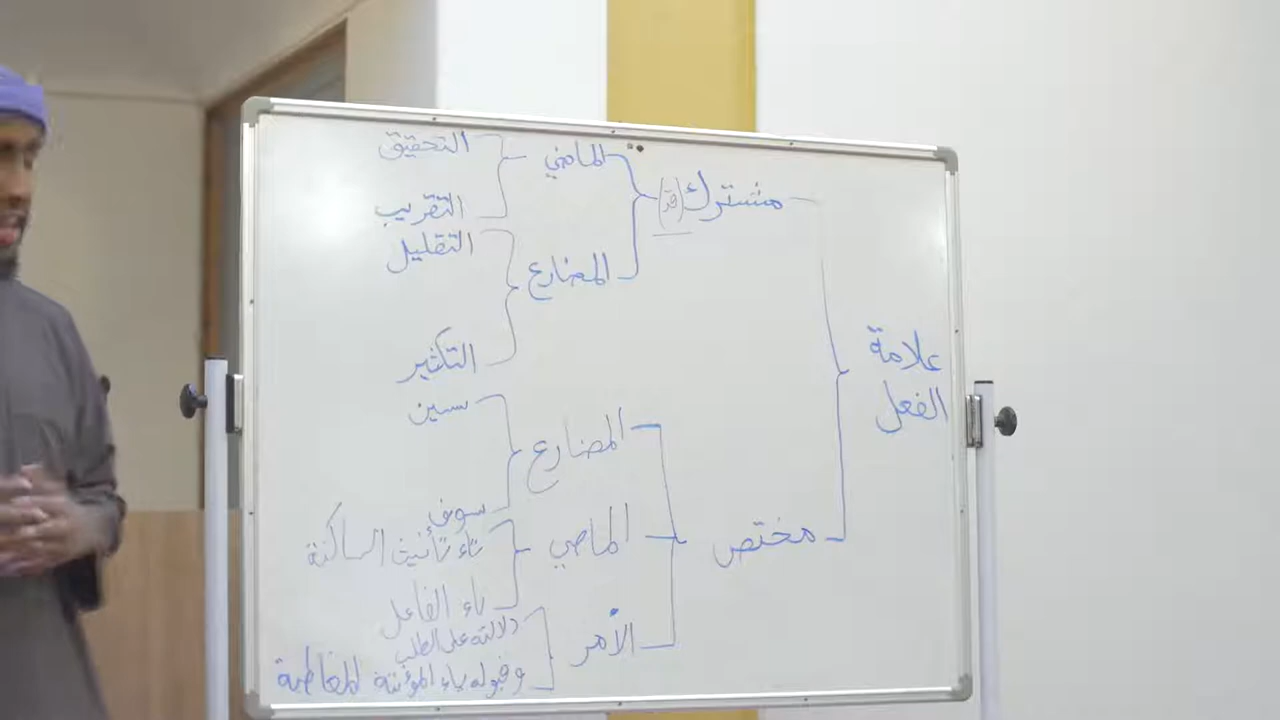 علامة
الفعل
مشترك (قد)
الماضي
التحقيق
التقريب
المضارع
التقليل
التكثير
مختص
المضارع
سين
سوف
الماضي
تاء تأنيث الساكنة
تاء الفاعل
الأمر
دلالته على الطلب
وقبوله ياء المؤنثة المخاطبة